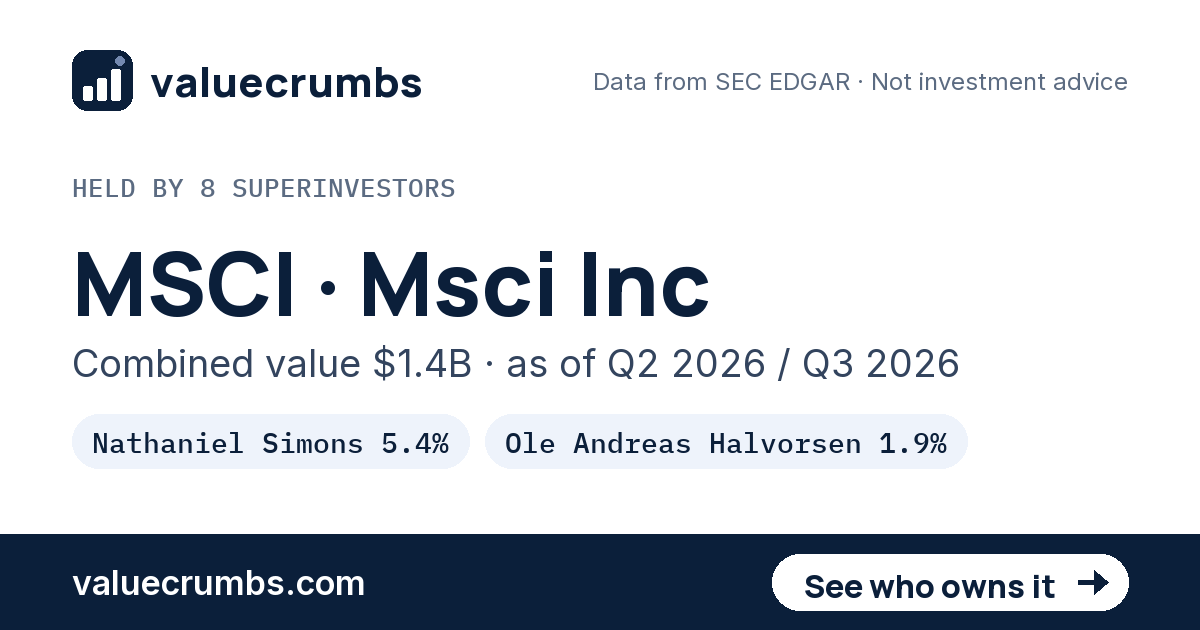 valuecrumbs
Data from SEC EDGAR · Not investment advice
HELD BY 8 SUPERINVESTORS
MSCI · Msci Inc
Combined value $1.4B · as of Q2 2026 / Q3 2026
Nathaniel Simons 5.4%
Ole Andreas Halvorsen 1.9%
valuecrumbs.com
See who owns it →